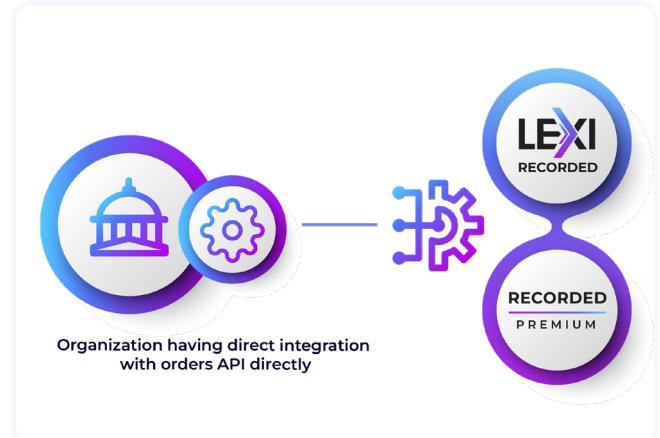 LEXI
RECORDED
RECORDED
PREMIUM
Organization having direct integration
with orders API directly